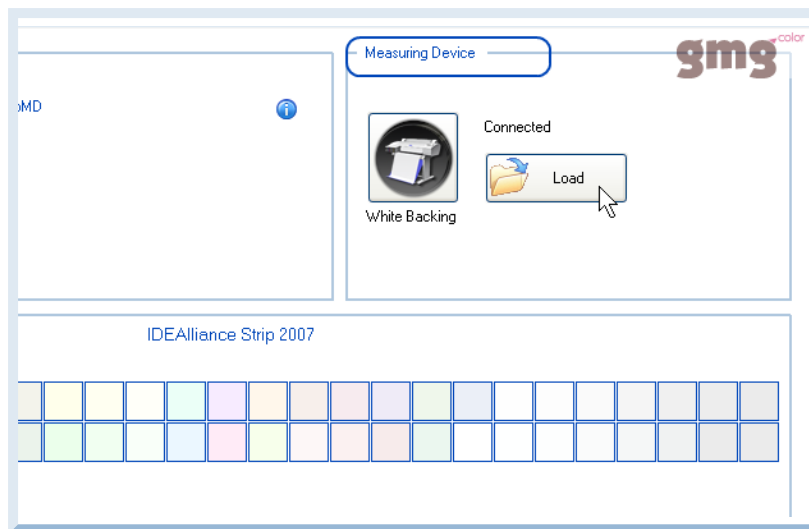 Measuring Device
gmg color
oMD
Connected
Load
White Backing
IDEAlliance Strip 2007